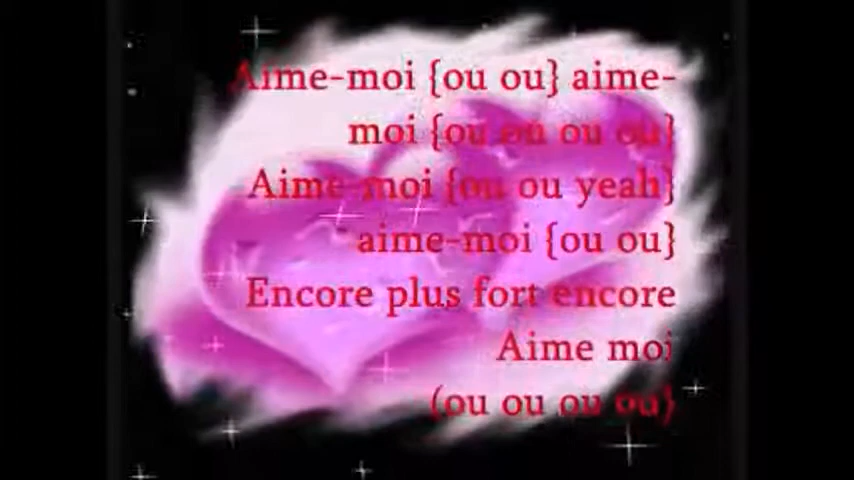 Aime-moi {ou ou} aime-
moi {ou ou ou ou}
Aime-moi {ou ou yeah}
aime-moi {ou ou}
Encore plus fort encore
Aime moi
(ou ou ou ou}